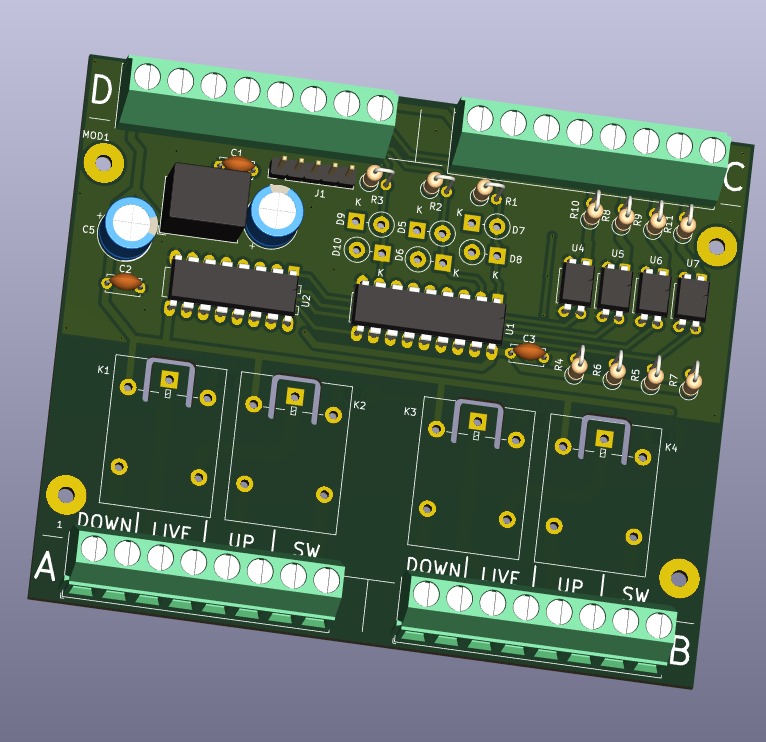 D
C
MOD1
C1
J1
R3
R2
R1
R10
R8
R9
R11
+
C5
K
D9
D5
K
K
D7
D10
D6
D8
K
K
K
+
U4
U5
U6
U7
C2
U2
U1
C3
R4
R6
R5
R7
K1
K2
K3
K4
1
DOWN LIVE UP SW
DOWN LIVE UP SW
A
B